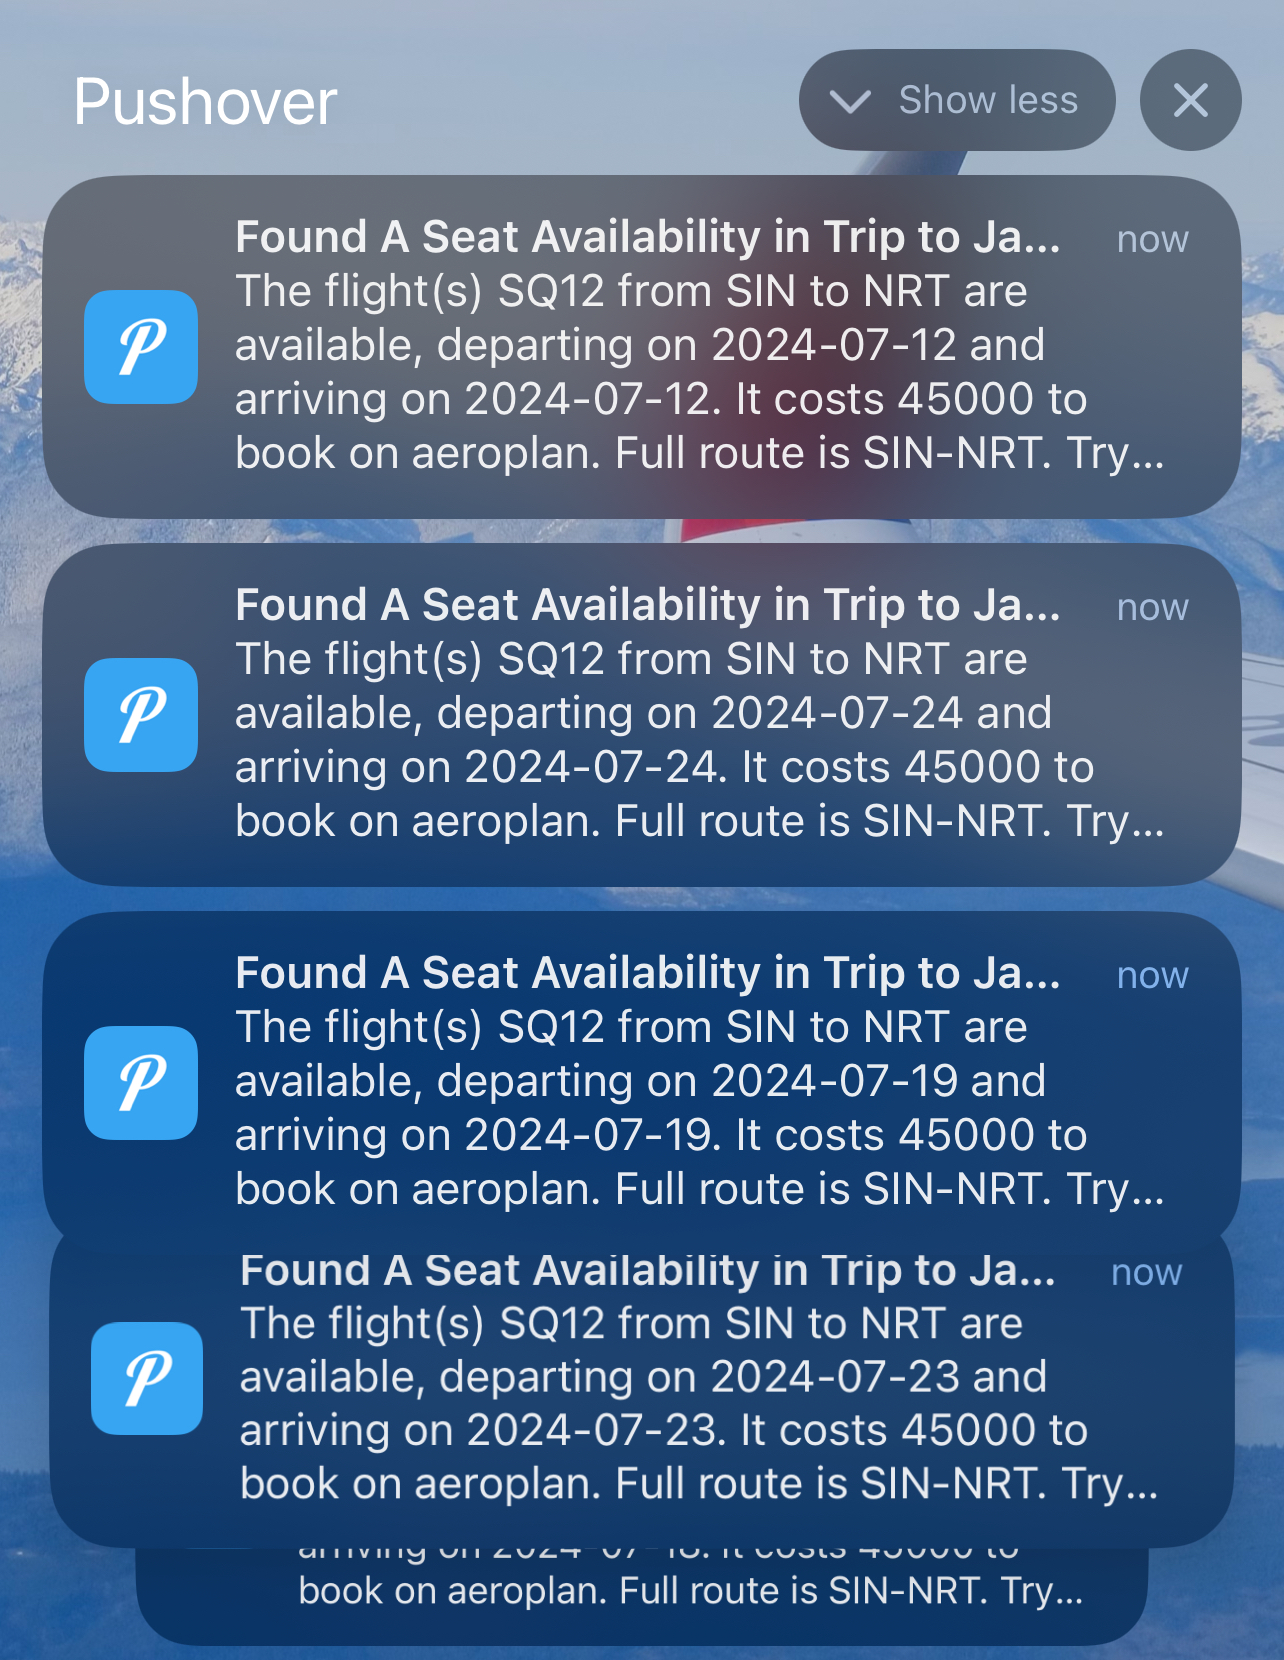 Pushover
Show less
Found A Seat Availability in Trip to Ja... now
The flight(s) SQ12 from SIN to NRT are
available, departing on 2024-07-12 and
arriving on 2024-07-12. It costs 45000 to
book on aeroplan. Full route is SIN-NRT. Try...
Found A Seat Availability in Trip to Ja... now
The flight(s) SQ12 from SIN to NRT are
available, departing on 2024-07-24 and
arriving on 2024-07-24. It costs 45000 to
book on aeroplan. Full route is SIN-NRT. Try...
Found A Seat Availability in Trip to Ja... now
The flight(s) SQ12 from SIN to NRT are
available, departing on 2024-07-19 and
arriving on 2024-07-19. It costs 45000 to
book on aeroplan. Full route is SIN-NRT. Try...
Found A Seat Availability in Trip to Ja... now
The flight(s) SQ12 from SIN to NRT are
available, departing on 2024-07-23 and
arriving on 2024-07-23. It costs 45000 to
book on aeroplan. Full route is SIN-NRT. Try...
arriving on 2024-07-18. It costs 45000 to
book on aeroplan. Full route is SIN-NRT. Try...